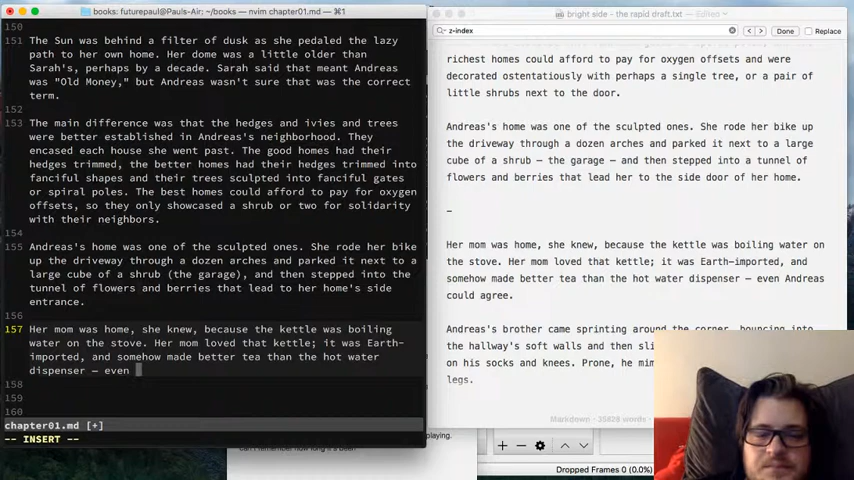 books: futurepaul@Pauls-Air: ~/books — nvim chapter01.md — ⌘1
150
151 The Sun was behind a filter of dusk as she pedaled the lazy
path to her own home. Her dome was a little older than
Sarah's, perhaps by a decade. Sarah said that meant Andreas
was "Old Money," but Andreas wasn't sure that was the correct
term.
152
153 The main difference was that the hedges and ivies and trees
were better established in Andreas's neighborhood. They
encased each house she went past. The good homes had their
hedges trimmed, the better homes had their hedges trimmed into
fanciful shapes and their trees sculpted into fanciful gates
or spiral poles. The best homes could afford to pay for oxygen
offsets, so they only showcased a shrub or two for solidarity
with their neighbors.
154
155 Andreas's home was one of the sculpted ones. She rode her bike
up the driveway through a dozen arches and parked it next to a
large cube of a shrub (the garage), and then stepped into the
tunnel of flowers and berries that lead to her home's side
entrance.
156
157 Her mom was home, she knew, because the kettle was boiling
water on the stove. Her mom loved that kettle; it was Earth-
imported, and somehow made better tea than the hot water
dispenser — even
158
159
160
chapter01.md [+]
-- INSERT --
bright side - the rapid draft.txt — Edited
z-index
Done
Replace
richest homes could afford to pay for oxygen offsets and were
decorated ostentatiously with perhaps a single tree, or a pair of
little shrubs next to the door.
Andreas's home was one of the sculpted ones. She rode her bike up
the driveway through a dozen arches and parked it next to a large
cube of a shrub – the garage – and then stepped into a tunnel of
flowers and berries that lead her to the side door of her home.
—
Her mom was home, she knew, because the kettle was boiling water on
the stove. Her mom loved that kettle; it was Earth-imported, and
somehow made better tea than the hot water dispenser – even Andreas
could agree.
Andreas's brother came sprinting around the corner, bouncing into
the hallway's soft walls and then sli
on his socks and knees. Prone, he mim
legs.
Markdown – 35828 words
playing.
Dropped Frames 0 (0.0%)